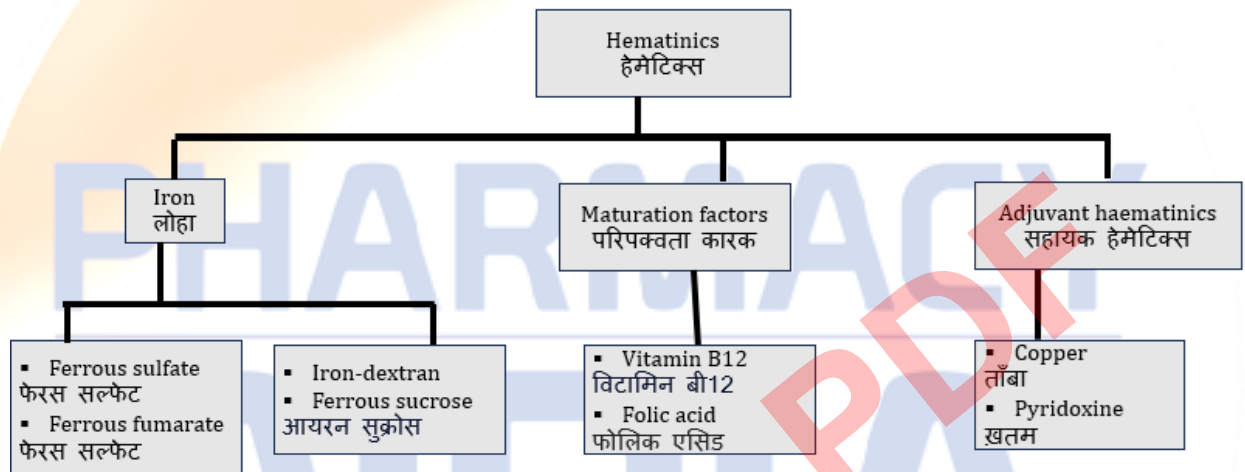 Hematinics
हेमेटिक्स
Iron
लोहा
Maturation factors
परिपक्वता कारक
Adjuvant haematinics
सहायक हेमेटिक्स
▪ Ferrous sulfate
फेरस सल्फेट
▪ Ferrous fumarate
फेरस सल्फेट
▪ Iron-dextran
▪ Ferrous sucrose
आयरन सुक्रोस
▪ Vitamin B12
विटामिन बी12
▪ Folic acid
फोलिक एसिड
▪ Copper
ताँबा
▪ Pyridoxine
ख़तम
PHARMACY
PDF